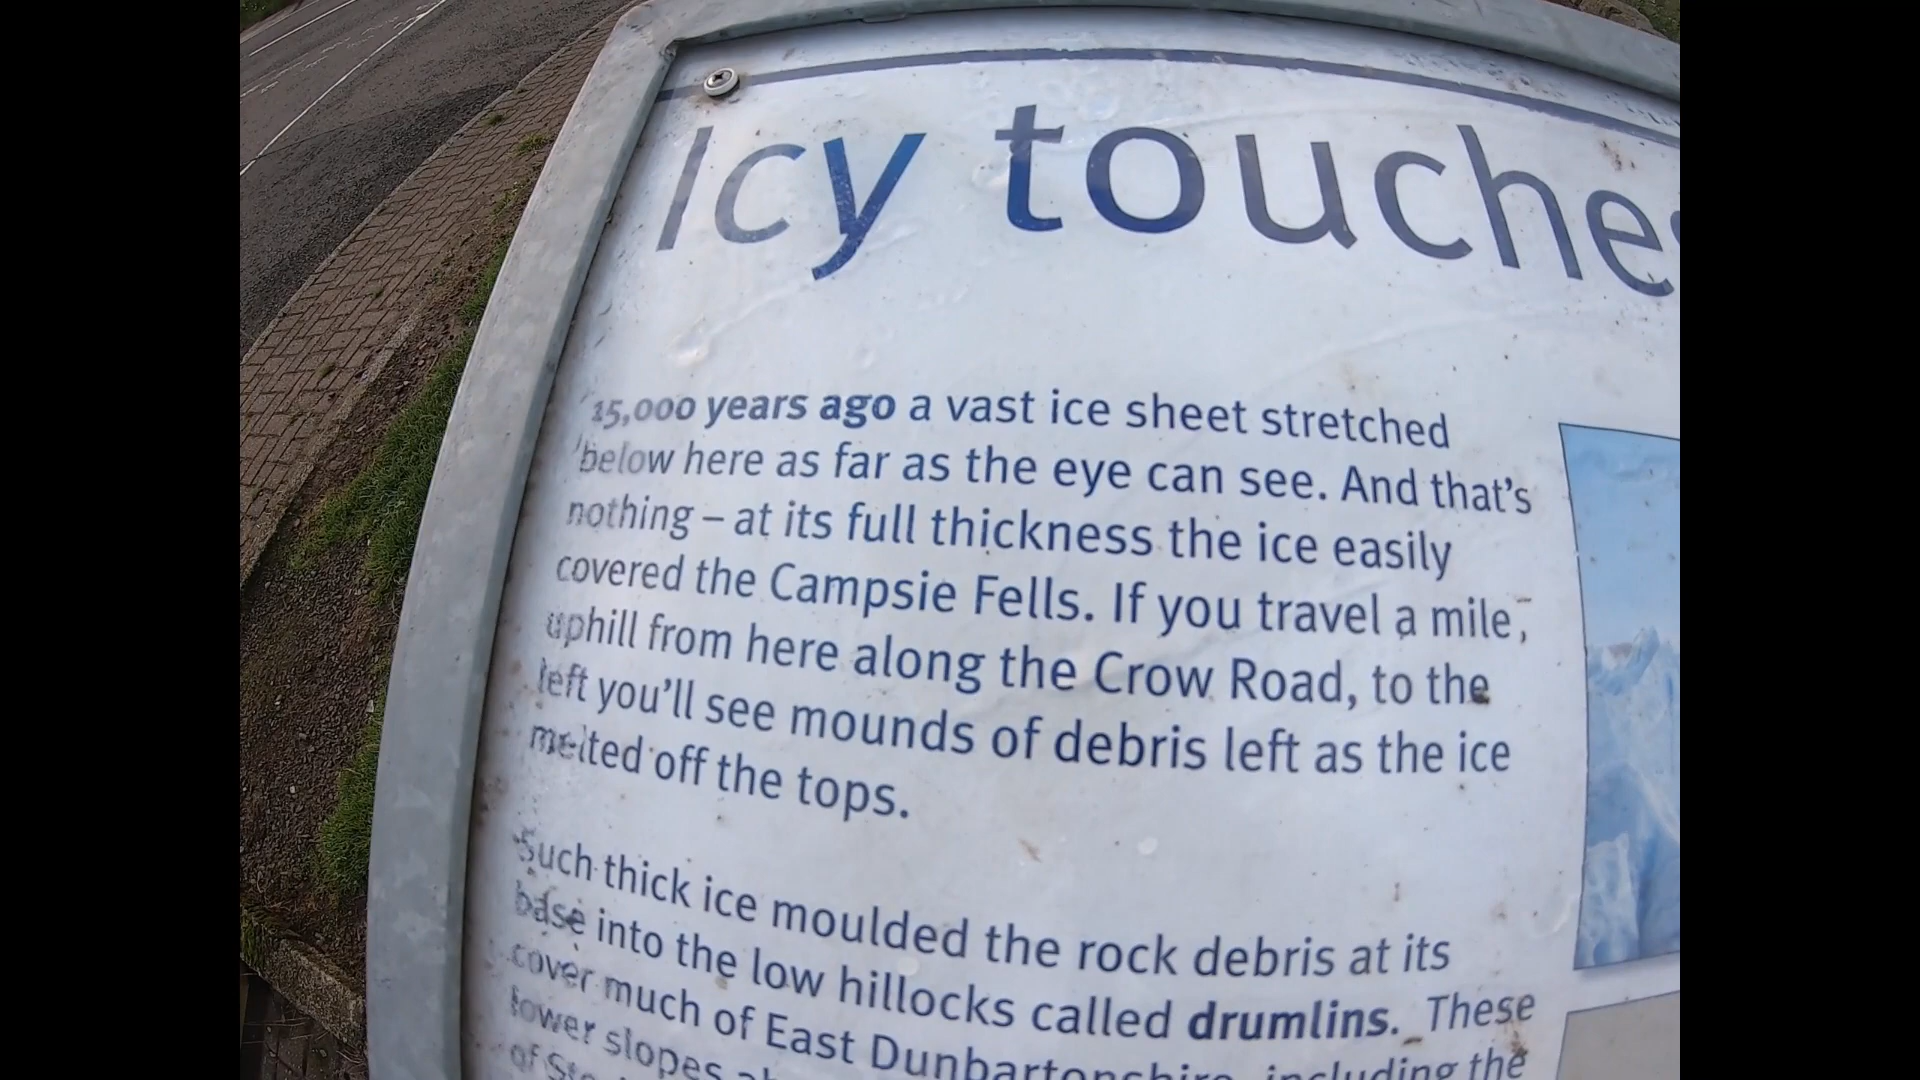 Icy touches
15,000 years ago a vast ice sheet stretched
below here as far as the eye can see. And that's
nothing – at its full thickness the ice easily
covered the Campsie Fells. If you travel a mile,
uphill from here along the Crow Road, to the
left you'll see mounds of debris left as the ice
melted off the tops.
Such thick ice moulded the rock debris at its
base into the low hillocks called drumlins. These
cover much of East Dunbartonshire, including the
lower slopes
of